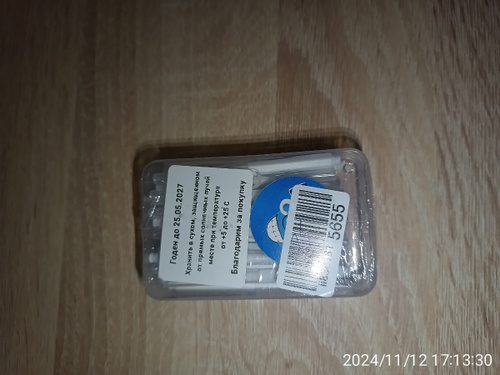 Годен до 25.05.2027
Хранить в сухом, защищенном
от прямых солнечных лучей
месте при температуре
от +5 до +25 С
Благодарим за покупку
5655
2024/11/12 17:13:30